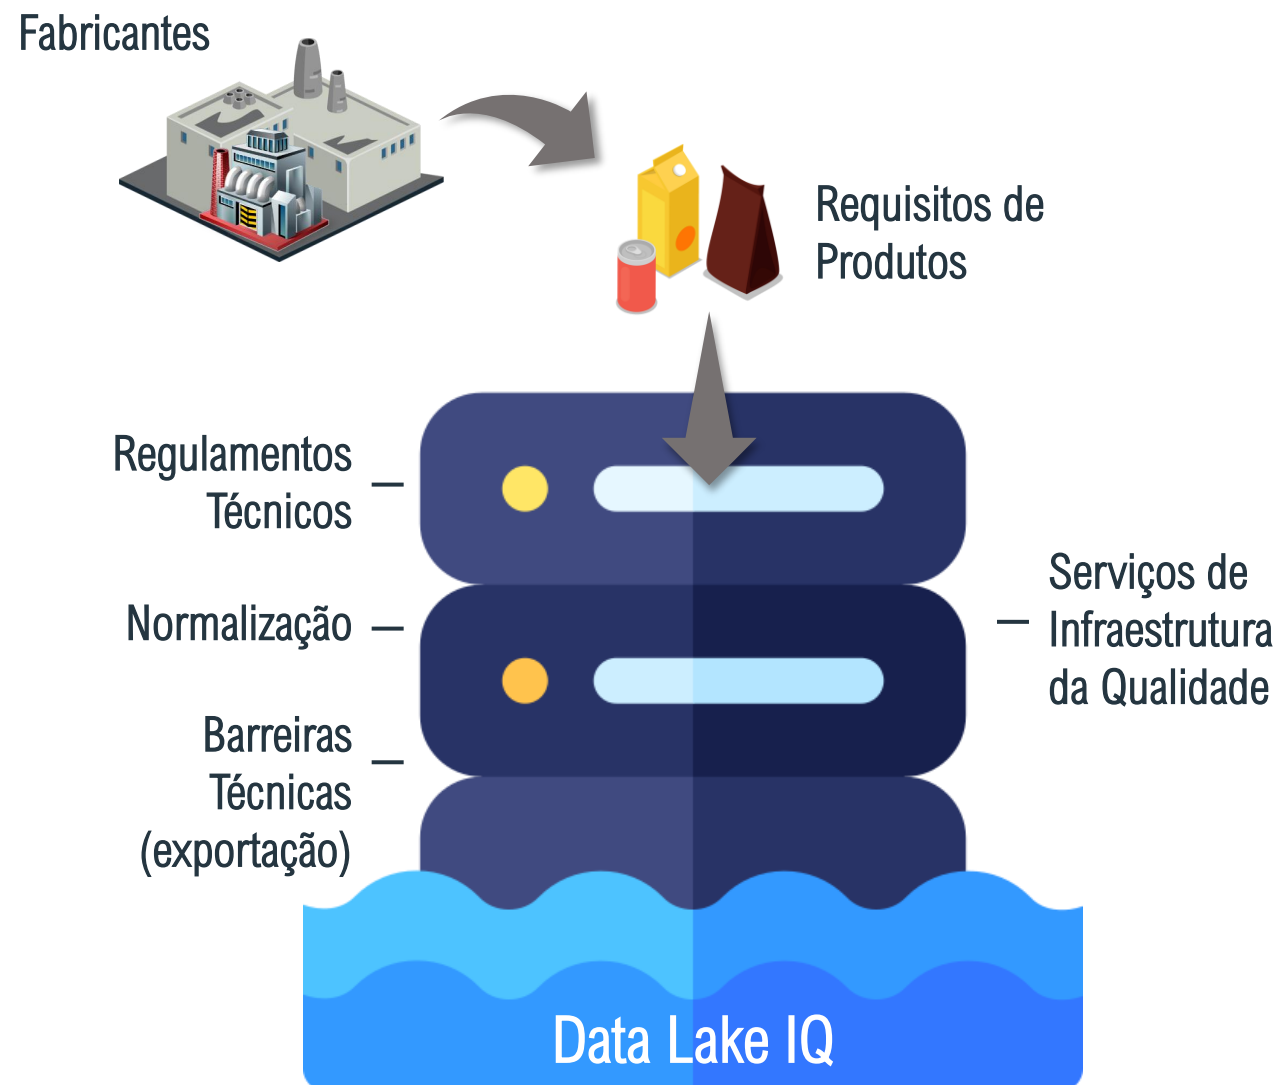 Fabricantes
Requisitos de
Produtos
Regulamentos
Técnicos
Normalização
Barreiras
Técnicas
(exportação)
Serviços de
Infraestrutura
da Qualidade
Data Lake IQ